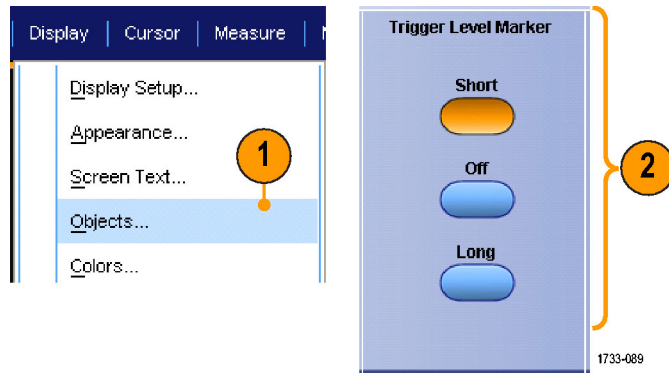 Display | Cursor | Measure |
Display Setup...
Appearance...
Screen Text...
Objects...
Colors...
1
Trigger Level Marker
Short
Off
Long
2
1733-089